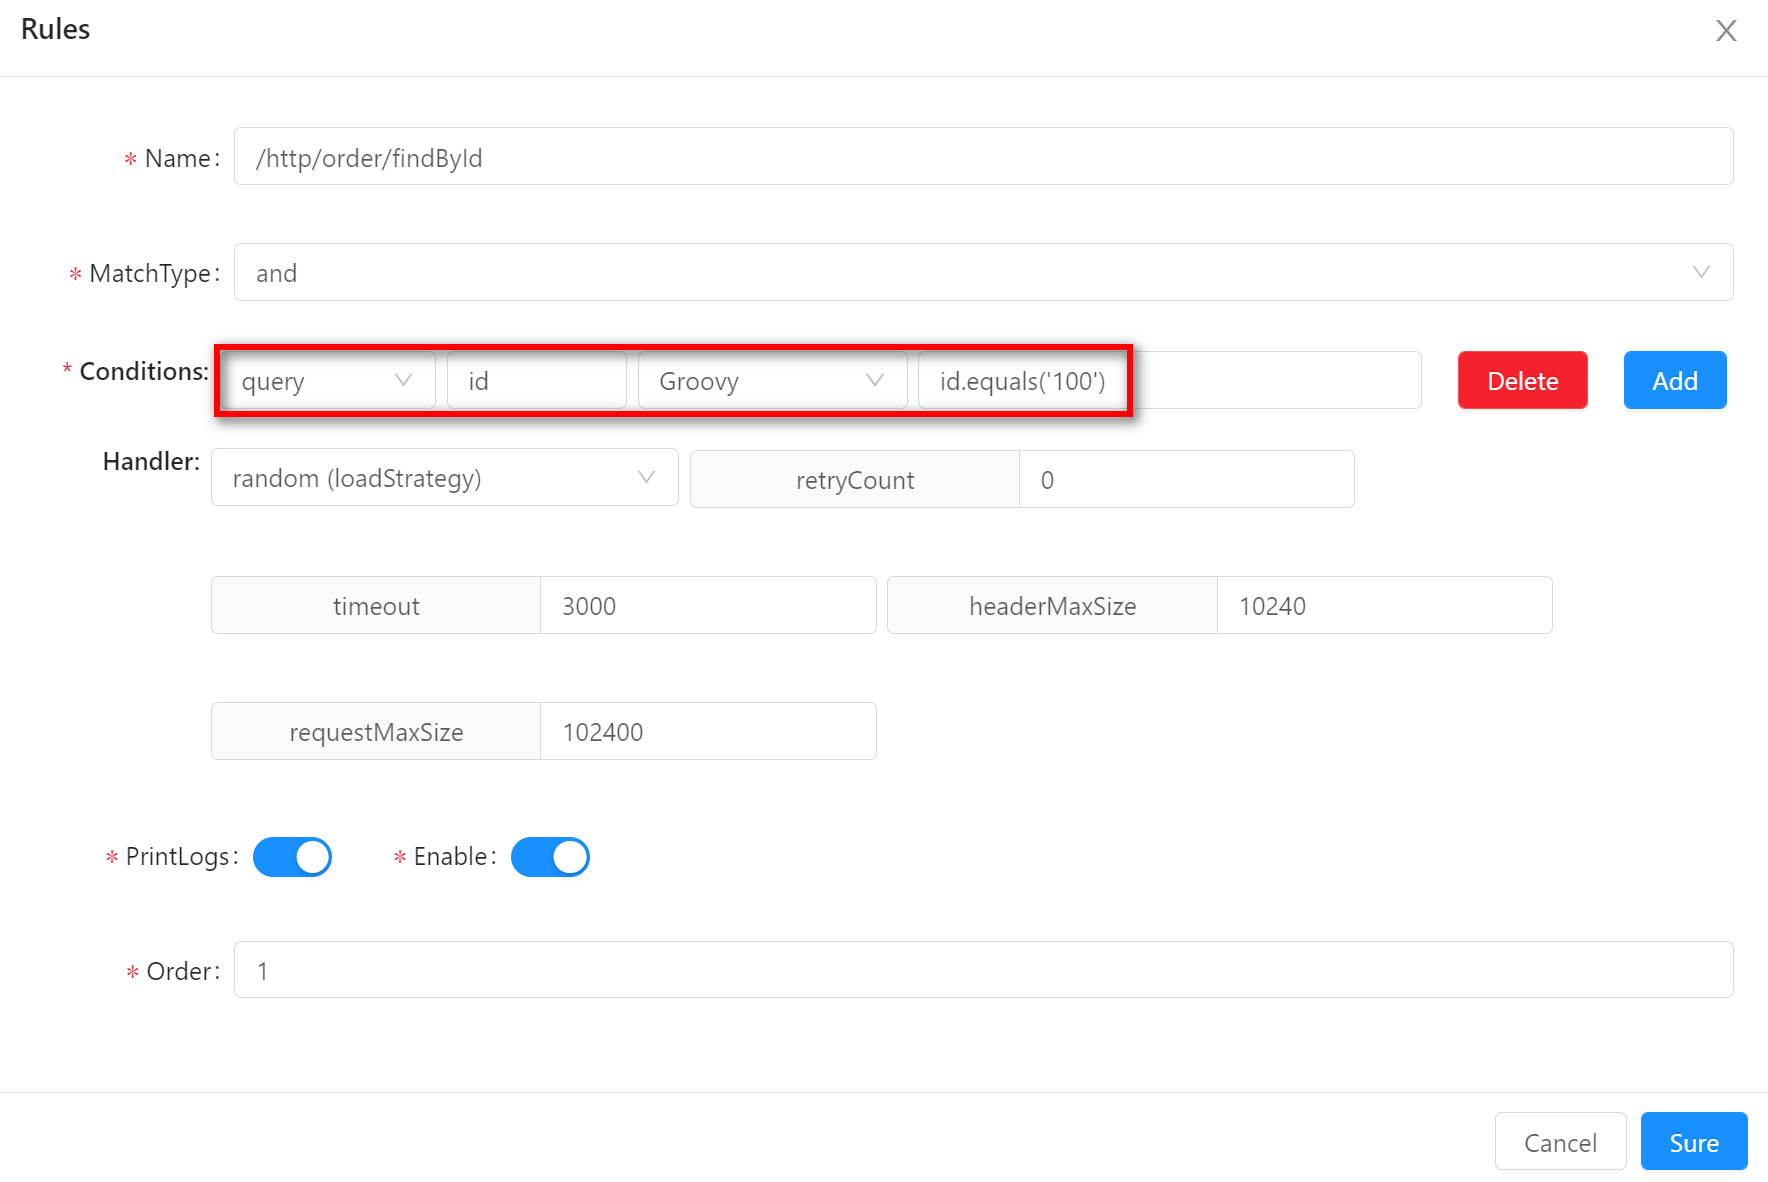 Rules
* Name: /http/order/findById
* MatchType: and
* Conditions: query id Groovy id.equals('100') Delete Add
Handler: random (loadStrategy) retryCount 0
timeout 3000 headerMaxSize 10240
requestMaxSize 102400
* PrintLogs: * Enable:
* Order: 1
Cancel Sure